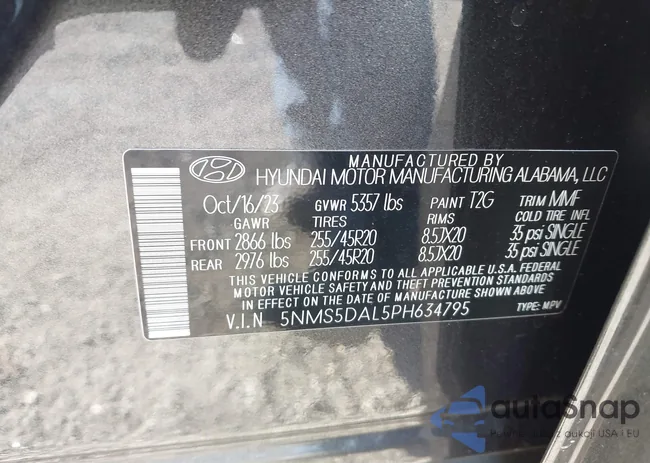 MANUFACTURED BY
HYUNDAI MOTOR MANUFACTURING ALABAMA, LLC
Oct/16/23 GVWR 5357 lbs PAINT T2G TRIM MMF
GAWR TIRES RIMS COLD TIRE INFL
FRONT 2866 lbs 255/45R20 8.5JX20 35 psi SINGLE
REAR 2976 lbs 255/45R20 8.5JX20 35 psi SINGLE
THIS VEHICLE CONFORMS TO ALL APPLICABLE U.S.A. FEDERAL
MOTOR VEHICLE SAFETY AND THEFT PREVENTION STANDARDS
IN EFFECT ON THE DATE OF MANUFACTURE SHOWN ABOVE.
V.I.N 5NMS5DAL5PH634795 TYPE: MPV
autoSnap
z aukcji USA i EU